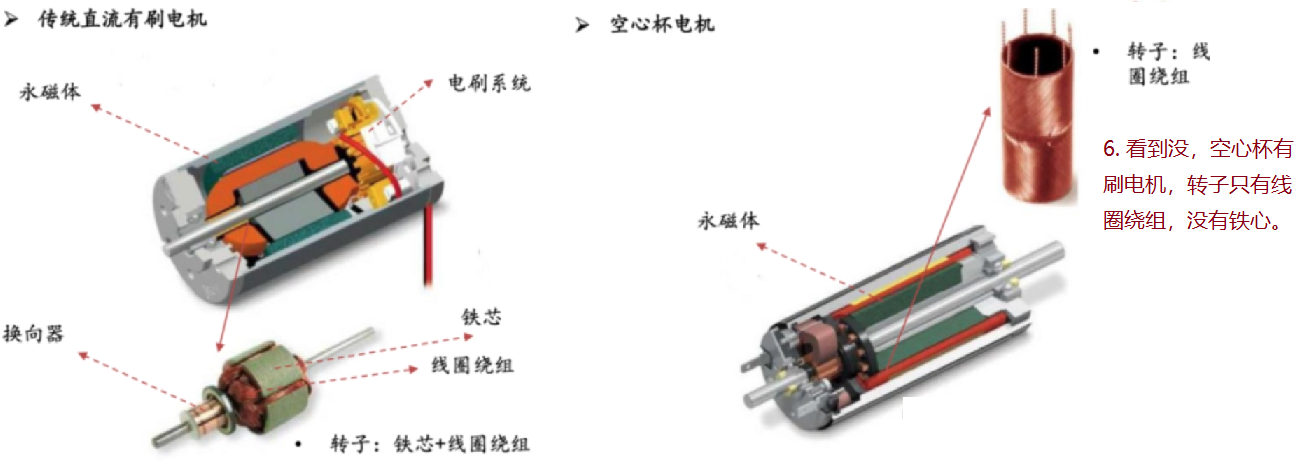 ➢ 传统直流有刷电机
永磁体
电刷系统
换向器
铁芯
线圈绕组
• 转子：铁芯+线圈绕组
➢ 空心杯电机
• 转子：线
圈绕组
6. 看到没，空心杯有
刷电机，转子只有线
圈绕组，没有铁心。
永磁体